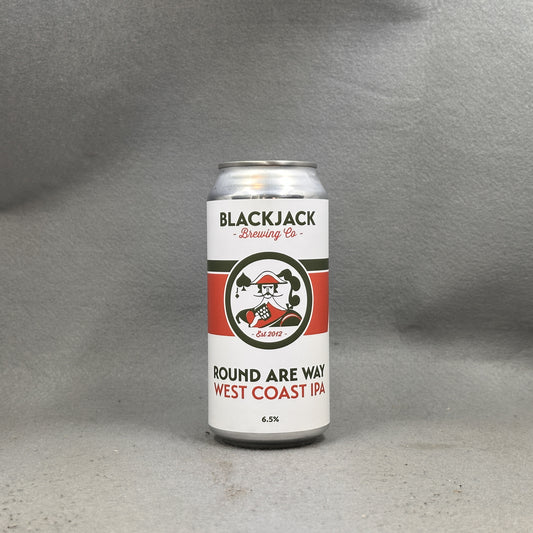 BLACKJACK
- Brewing Co -
J
- Est 2012 -
ROUND ARE WAY
WEST COAST IPA
6.5%